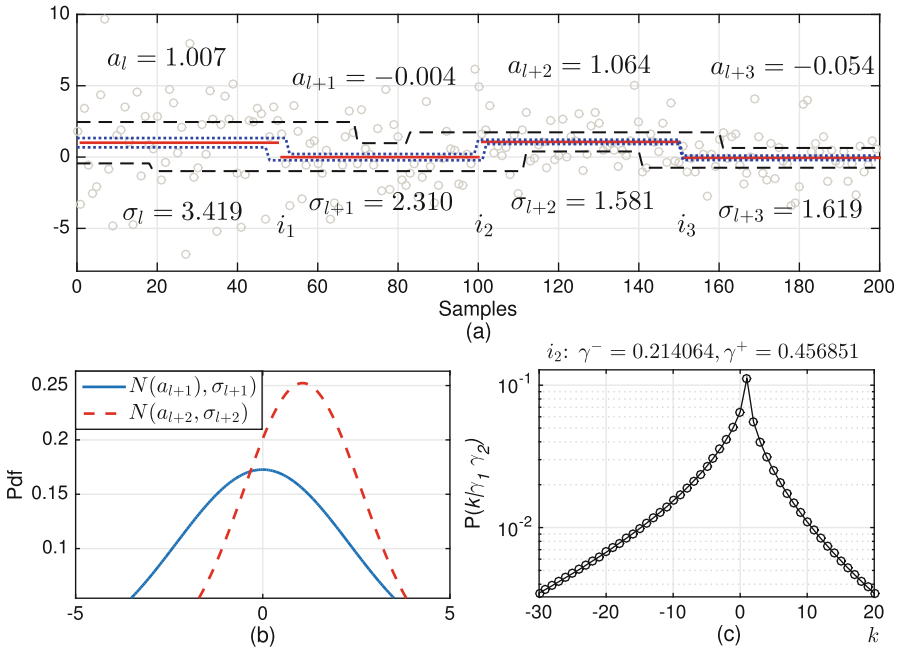 10
5
0
-5
a_l = 1.007
a_{l+1} = −0.004
a_{l+2} = 1.064
a_{l+3} = −0.054
σ_l = 3.419
σ_{l+1} = 2.310
σ_{l+2} = 1.581
σ_{l+3} = 1.619
i_1
i_2
i_3
0 20 40 60 80 100 120 140 160 180 200
Samples
(a)
N(a_{l+1}), σ_{l+1})
N(a_{l+2}, σ_{l+2})
0.25
0.2
0.15
0.1
Pdf
-5 0 5
(b)
i_2: γ^− = 0.214064, γ^+ = 0.456851
10^{-1}
10^{-2}
P(k|γ_1 γ_2)
-30 -20 -10 0 10 20
(c)
k